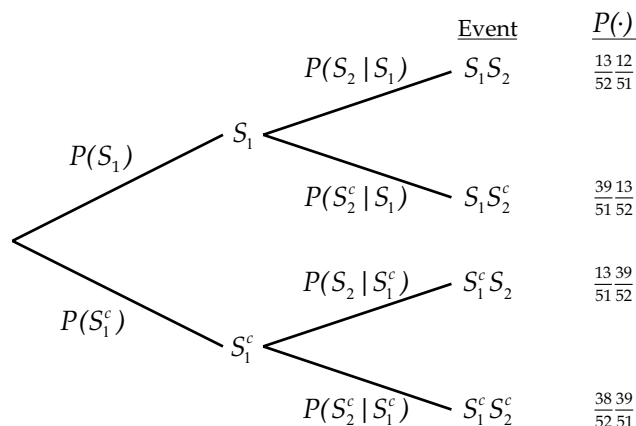 Event P(·)
P(S₂ | S₁) S₁S₂ 13/52 12/51
P(S₁) S₁
P(S₂ᶜ | S₁) S₁S₂ᶜ 39/51 13/52
P(S₂ | S₁ᶜ) S₁ᶜS₂ 13/51 39/52
P(S₁ᶜ) S₁ᶜ
P(S₂ᶜ | S₁ᶜ) S₁ᶜS₂ᶜ 38/52 39/51